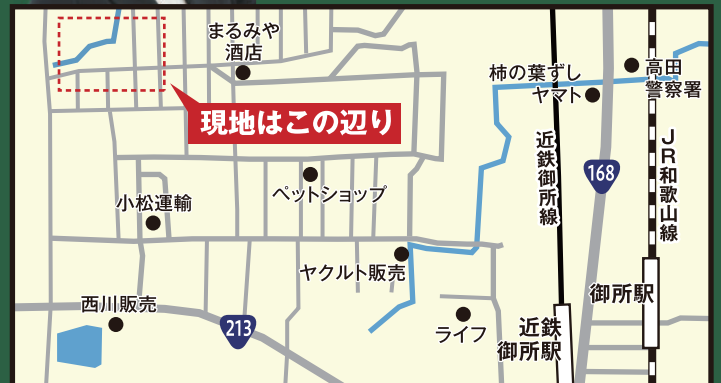 まるみや
酒店
柿の葉ずし
ヤマト
高田
警察署
現地はこの辺り
近鉄御所線
168
JR和歌山線
ペットショップ
小松運輸
ヤクルト販売
御所駅
西川販売
213
ライフ
近鉄
御所駅